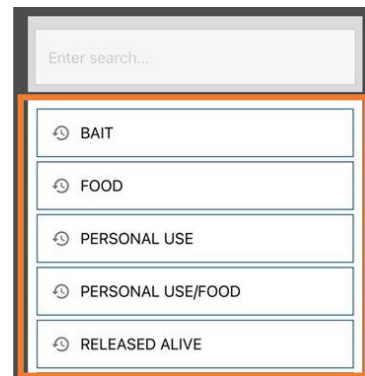 Enter search...
BAIT
FOOD
PERSONAL USE
PERSONAL USE/FOOD
RELEASED ALIVE